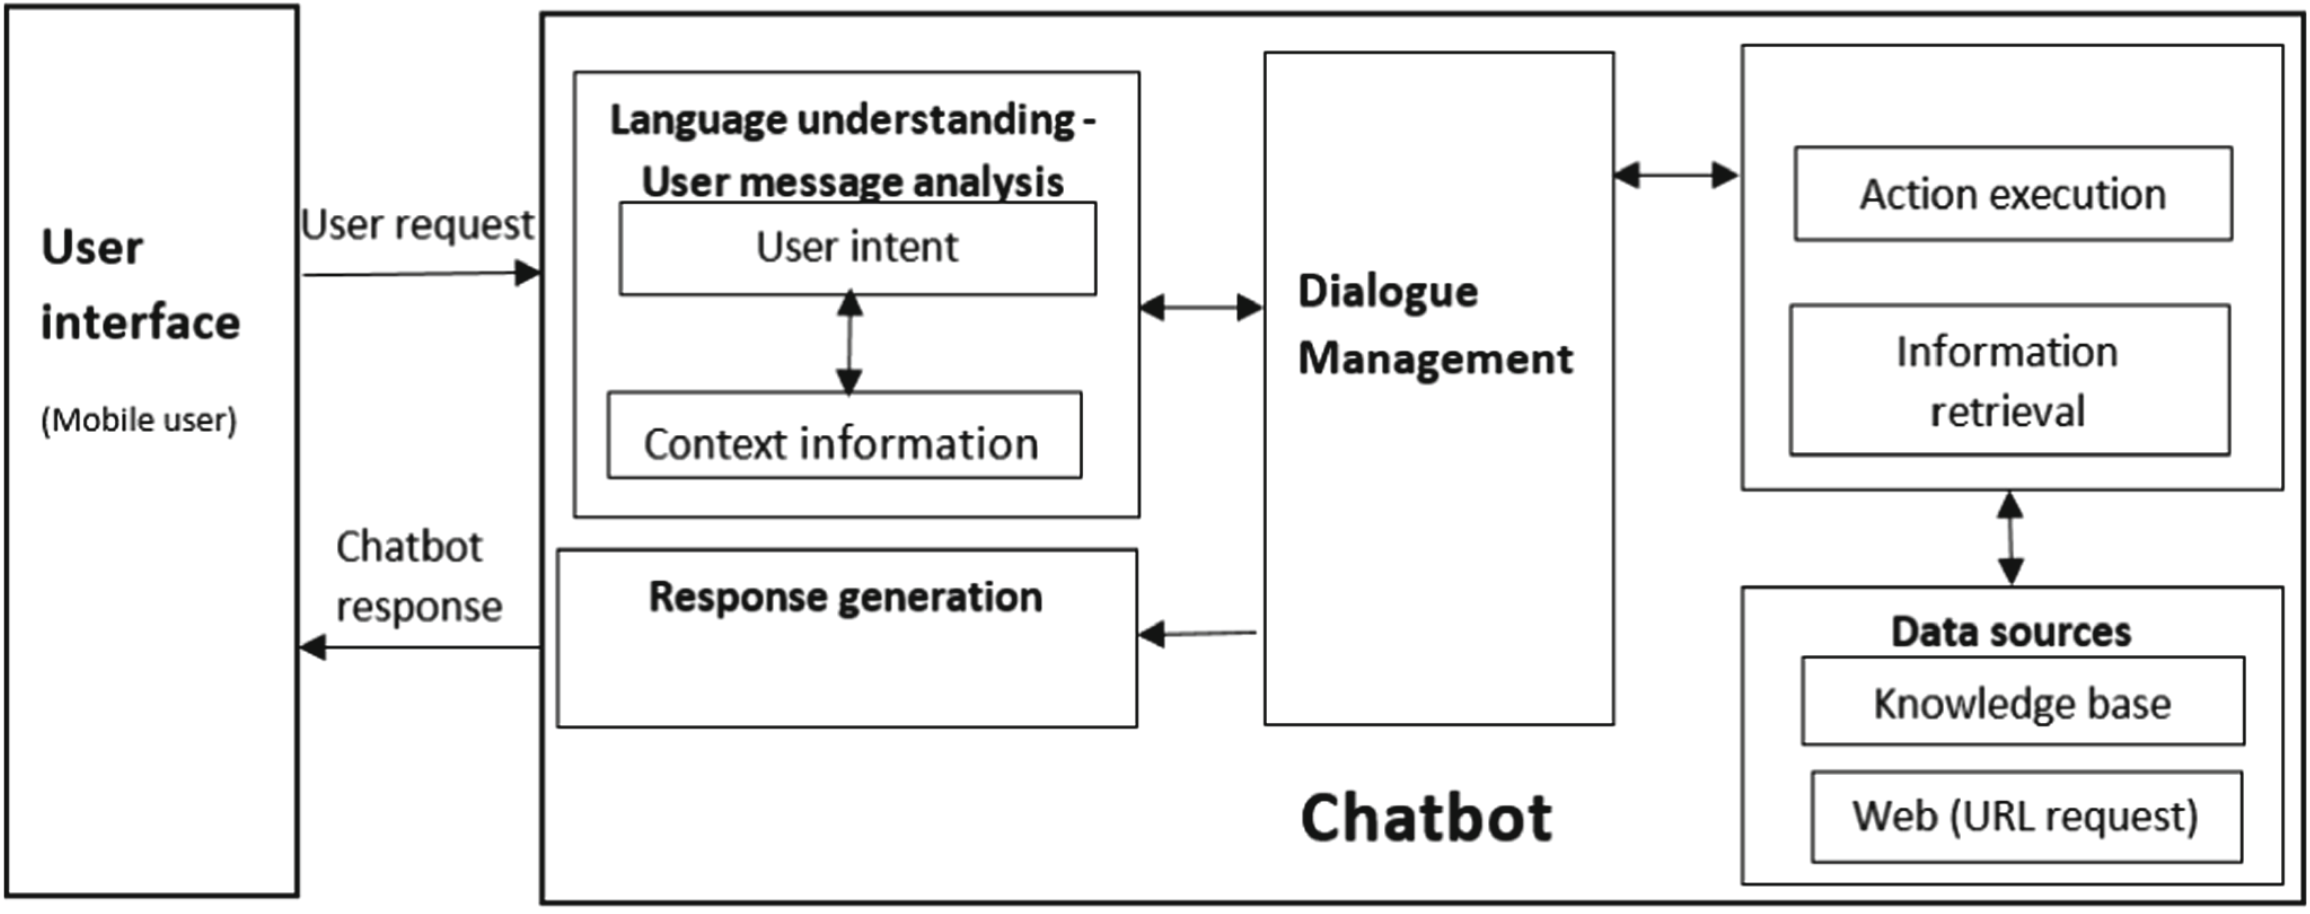 User
interface
(Mobile user)
User request
Chatbot
response
Language understanding -
User message analysis
User intent
Context information
Response generation
Dialogue
Management
Action execution
Information
retrieval
Data sources
Knowledge base
Web (URL request)
Chatbot